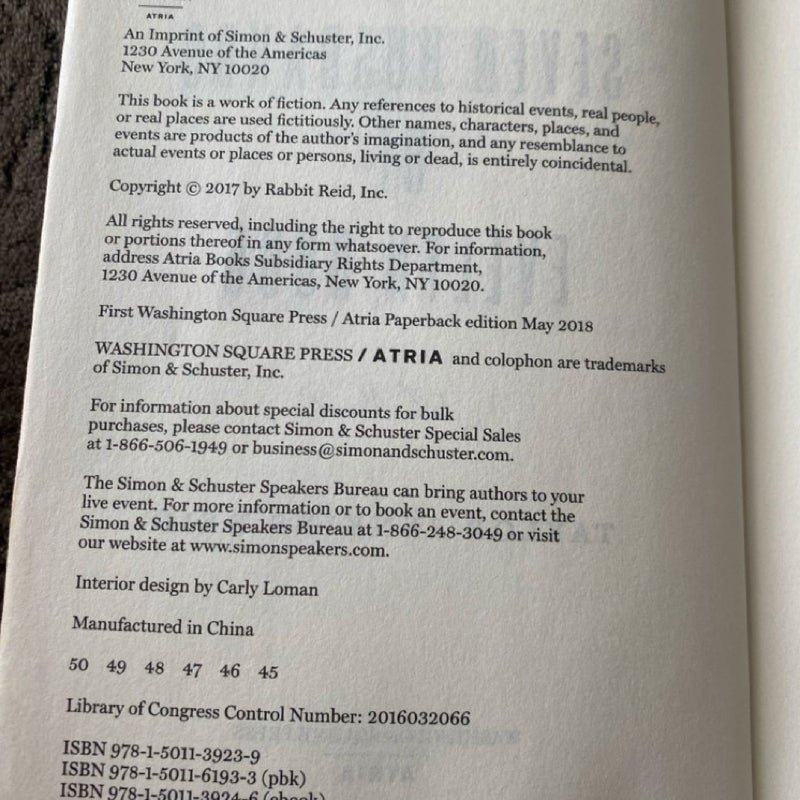 ATRIA
An Imprint of Simon & Schuster, Inc.
1230 Avenue of the Americas
New York, NY 10020
This book is a work of fiction. Any references to historical events, real people,
or real places are used fictitiously. Other names, characters, places, and
events are products of the author's imagination, and any resemblance to
actual events or places or persons, living or dead, is entirely coincidental.
Copyright © 2017 by Rabbit Reid, Inc.
All rights reserved, including the right to reproduce this book
or portions thereof in any form whatsoever. For information,
address Atria Books Subsidiary Rights Department,
1230 Avenue of the Americas, New York, NY 10020.
First Washington Square Press / Atria Paperback edition May 2018
WASHINGTON SQUARE PRESS / ATRIA and colophon are trademarks
of Simon & Schuster, Inc.
For information about special discounts for bulk
purchases, please contact Simon & Schuster Special Sales
at 1-866-506-1949 or business@simonandschuster.com.
The Simon & Schuster Speakers Bureau can bring authors to your
live event. For more information or to book an event, contact the
Simon & Schuster Speakers Bureau at 1-866-248-3049 or visit
our website at www.simonspeakers.com.
Interior design by Carly Loman
Manufactured in China
50 49 48 47 46 45
Library of Congress Control Number: 2016032066
ISBN 978-1-5011-3923-9
ISBN 978-1-5011-6193-3 (pbk)
ISBN 978-1-5011-3924-6 (ebook)